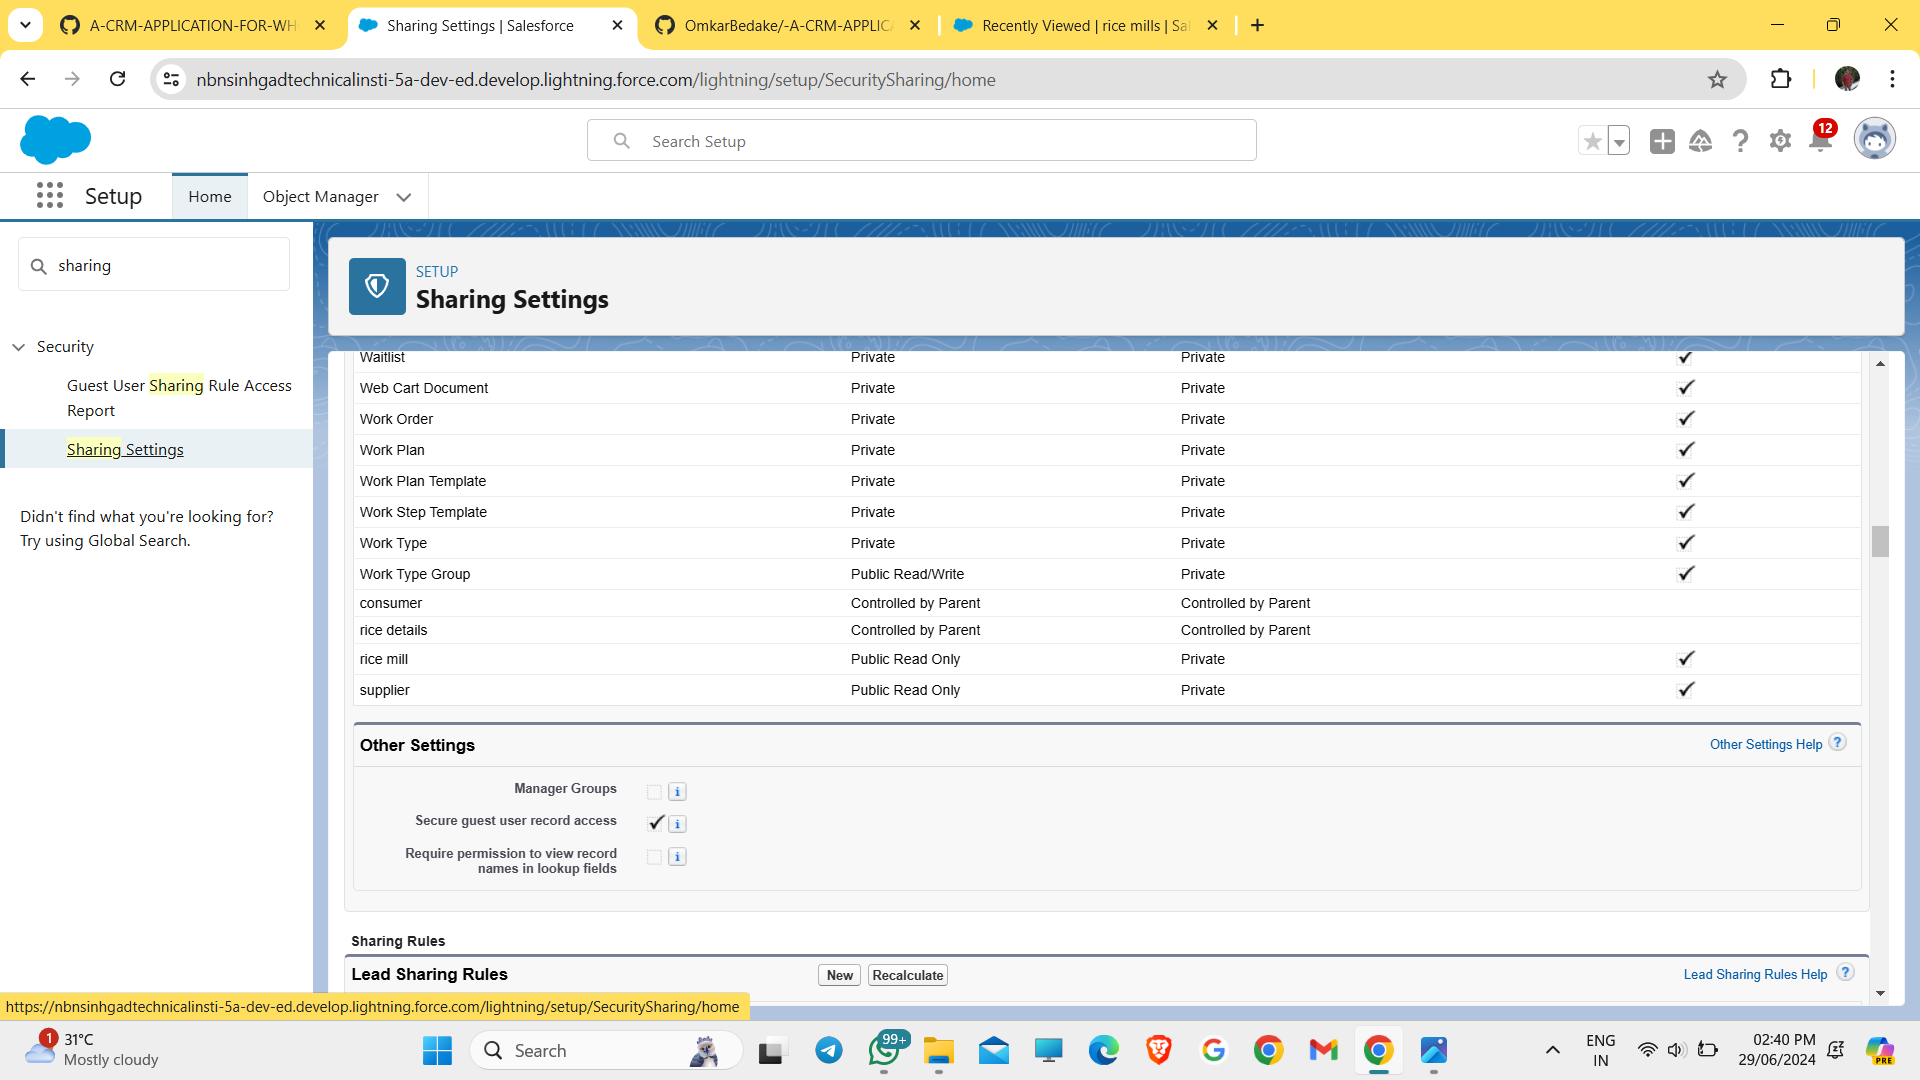 A-CRM-APPLICATION-FOR-WH
Sharing Settings | Salesforce
OmkarBedake/-A-CRM-APPLICA
Recently Viewed | rice mills | Sal
nbnsinhgadtechnicalinsti-5a-dev-ed.develop.lightning.force.com/lightning/setup/SecuritySharing/home
Search Setup
12
Setup
Home
Object Manager
sharing
Security
Guest User Sharing Rule Access
Report
Sharing Settings
Didn't find what you're looking for?
Try using Global Search.
SETUP
Sharing Settings
Waitlist Private Private
Web Cart Document Private Private
Work Order Private Private
Work Plan Private Private
Work Plan Template Private Private
Work Step Template Private Private
Work Type Private Private
Work Type Group Public Read/Write Private
consumer Controlled by Parent Controlled by Parent
rice details Controlled by Parent Controlled by Parent
rice mill Public Read Only Private
supplier Public Read Only Private
Other Settings
Other Settings Help ?
Manager Groups
Secure guest user record access
Require permission to view record
names in lookup fields
Sharing Rules
Lead Sharing Rules
New
Recalculate
Lead Sharing Rules Help ?
https://nbnsinhgadtechnicalinsti-5a-dev-ed.develop.lightning.force.com/lightning/setup/SecuritySharing/home
1
31°C
Mostly cloudy
Search
99+
ENG
IN
02:40 PM
29/06/2024
PRE